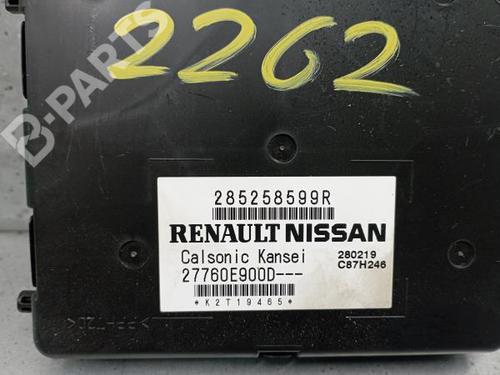 2262
B-PARTS
285258599R
RENAULT NISSAN
Calsonic Kansei
280219
C87H246
27760E900D---
*K2T19465*